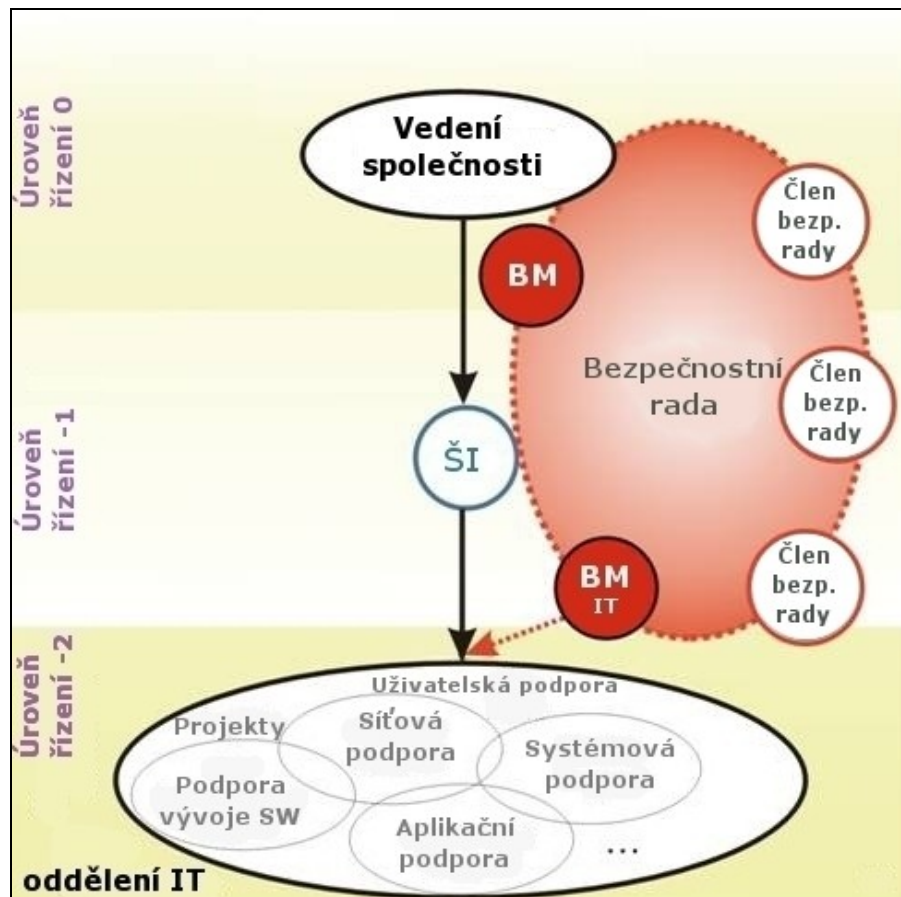 Úroveň
řízení 0
Vedení
společnosti
Člen
bezp.
rady
BM
Bezpečnostní
rada
Člen
bezp.
rady
Úroveň
řízení -1
ŠI
BM
IT
Člen
bezp.
rady
Úroveň
řízení -2
Uživatelská podpora
Projekty
Síťová
podpora
Systémová
podpora
Podpora
vývoje SW
Aplikační
podpora
...
oddělení IT